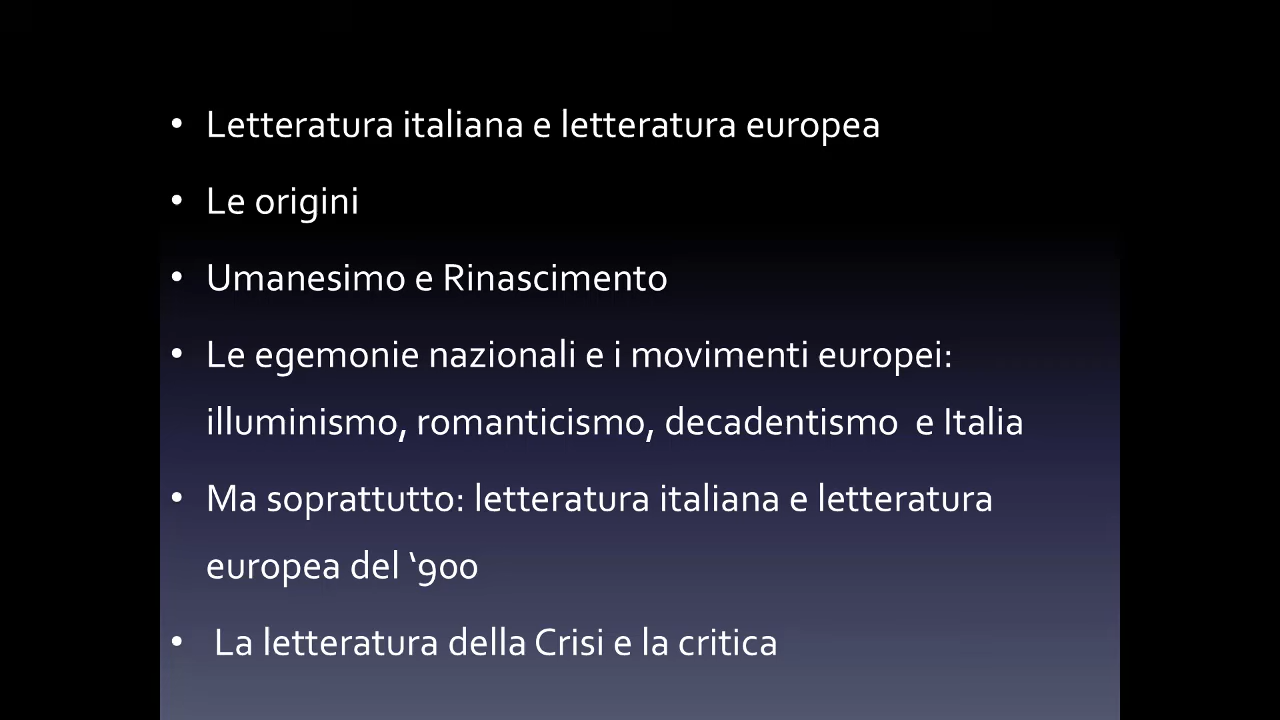 • Letteratura italiana e letteratura europea
• Le origini
• Umanesimo e Rinascimento
• Le egemonie nazionali e i movimenti europei:
illuminismo, romanticismo, decadentismo  e Italia
• Ma soprattutto: letteratura italiana e letteratura
europea del ‘900
•  La letteratura della Crisi e la critica